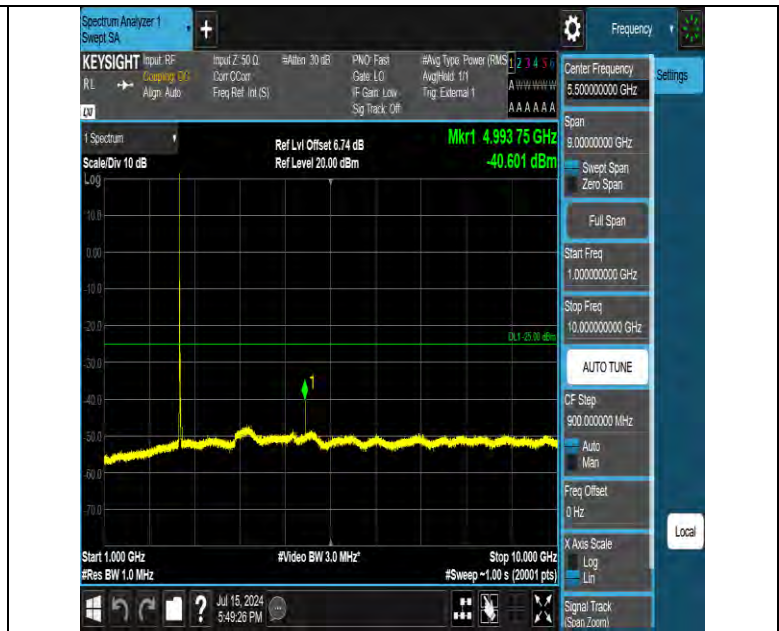 Spectrum Analyzer 1
Swept SA
+
Frequency
KEYSIGHT
RL
LXI
Input: RF
Coupling: DC
Align: Auto
Input Z: 50 Ω
Corr CCorr
Freq Ref: Int (S)
#Atten: 30 dB
PNO: Fast
Gate: LO
IF Gain: Low
Sig Track: Off
#Avg Type: Power (RMS
Avg|Hold: 1/1
Trig: External 1
1 2 3 4 5 6
A W W W W W
A A A A A A
1 Spectrum
Scale/Div 10 dB
Log
Ref Lvl Offset 6.74 dB
Ref Level 20.00 dBm
Mkr1 4.993 75 GHz
-40.601 dBm
10.0
0.00
-10.0
-20.0
-30.0
-40.0
-50.0
-60.0
-70.0
DL1 -25.00 dBm
1
Start 1.000 GHz
#Res BW 1.0 MHz
#Video BW 3.0 MHz*
Stop 10.000 GHz
#Sweep ~1.00 s (20001 pts)
?
Jul 15, 2024
5:49:26 PM
Center Frequency
5.50000000 GHz
Settings
Span
9.00000000 GHz
Swept Span
Zero Span
Full Span
Start Freq
1.000000000 GHz
Stop Freq
10.000000000 GHz
AUTO TUNE
CF Step
900.000000 MHz
Auto
Man
Freq Offset
0 Hz
Local
X Axis Scale
Log
Lin
Signal Track
(Span Zoom)